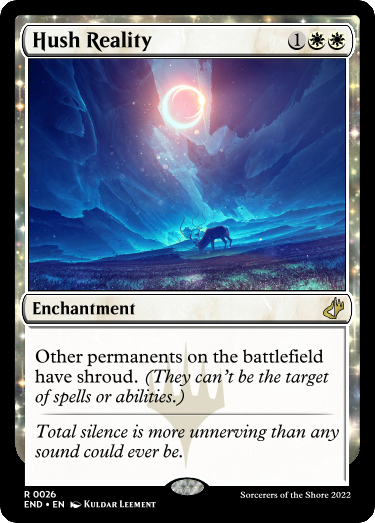 Hush Reality 1
Enchantment
Other permanents on the battlefield
have shroud. (They can't be the target
of spells or abilities.)
Total silence is more unnerving than any
sound could ever be.
R 0026
END • EN Kuldar Leement
Sorcerers of the Shore 2022